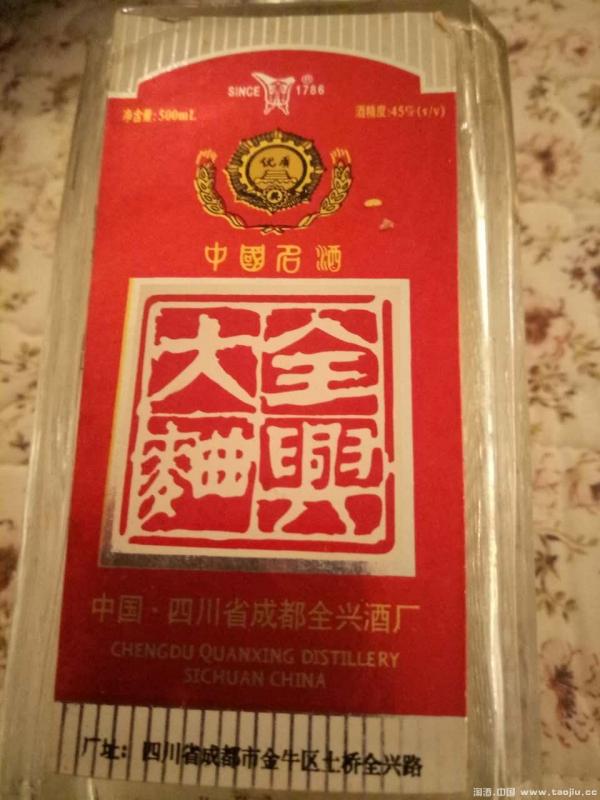 SINCE 1786 ®
净含量:500mL 酒精度:45%(v/v)
优质
中國名酒
全興
大麯
中国·四川省成都全兴酒厂
CHENGDU QUANXING DISTILLERY
SICHUAN CHINA
厂址: 四川省成都市金牛区土桥全兴路
淘酒.中国 www.taojiu.cc